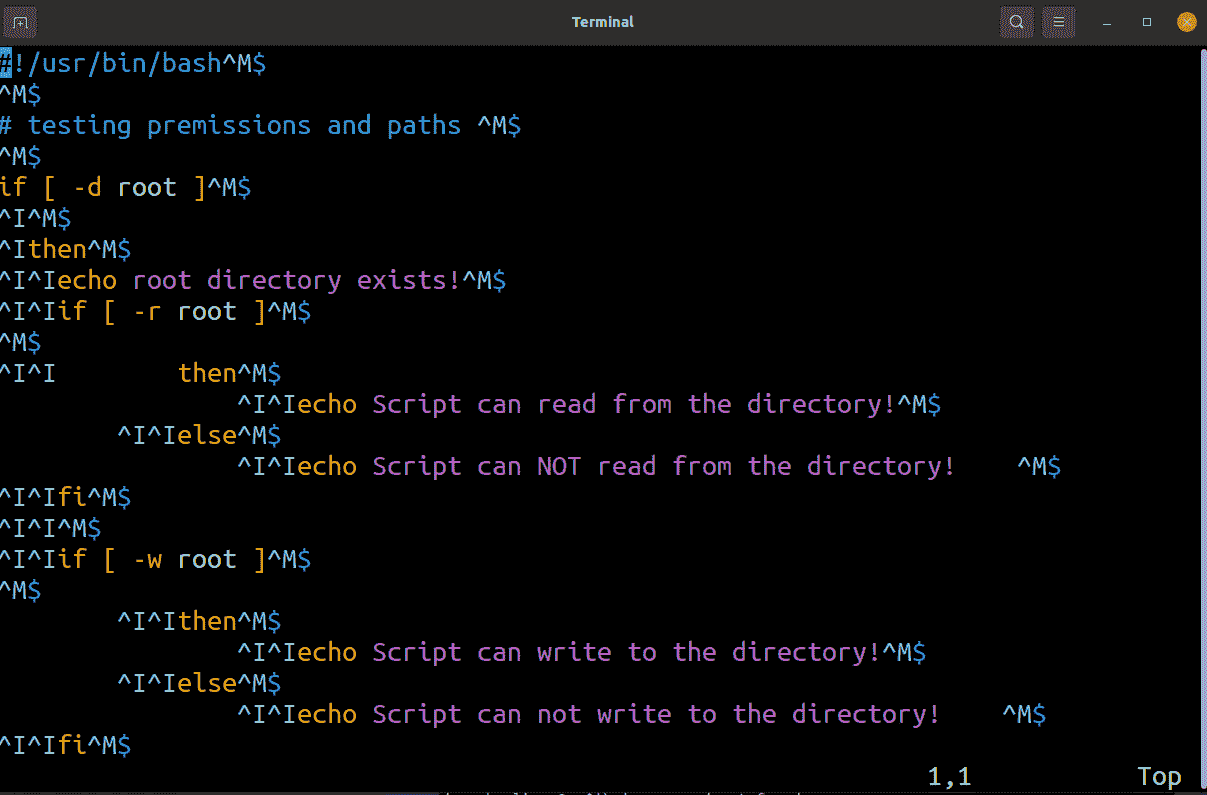 Terminal
#!/usr/bin/bash^M$
^M$
# testing premissions and paths ^M$
^M$
if [ -d root ]^M$
^I^M$
^Ithen^M$
^I^Iecho root directory exists!^M$
^I^Iif [ -r root ]^M$
^M$
^I^I        then^M$
                ^I^Iecho Script can read from the directory!^M$
        ^I^Ielse^M$
                ^I^Iecho Script can NOT read from the directory!    ^M$
^I^Ifi^M$
^I^I^M$
^I^Iif [ -w root ]^M$
^M$
        ^I^Ithen^M$
                ^I^Iecho Script can write to the directory!^M$
        ^I^Ielse^M$
                ^I^Iecho Script can not write to the directory!    ^M$
^I^Ifi^M$
1,1           Top